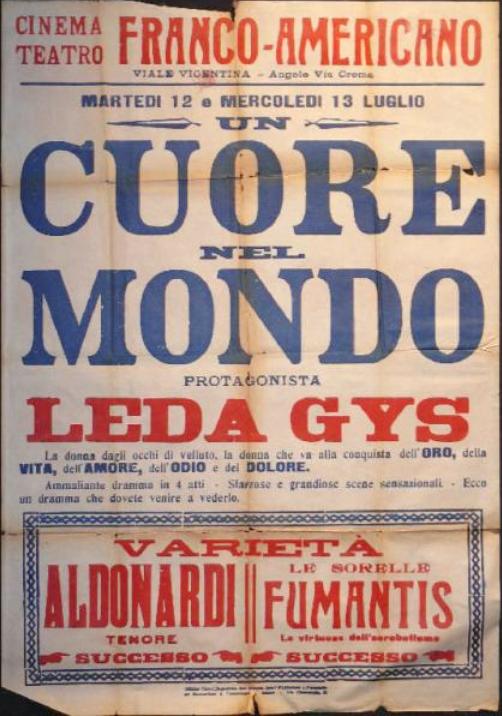 CINEMA
TEATRO
FRANCO-AMERICANO
VIALE VIGENTINA - Angolo Via Crema
MARTEDI 12 e MERCOLEDI 13 LUGLIO
UN
CUORE
NEL
MONDO
PROTAGONISTA
LEDA GYS
La donna dagli occhi di velluto, la donna che va alla conquista dell'ORO, della
VITA, dell'AMORE, dell'ODIO e del DOLORE.
Ammaliante dramma in 4 atti - Sfarzose e grandiose scene sensazionali. - Ecco
un dramma che dovete venire a vederlo.
VARIETÀ
ALDONARDI
TENORE
SUCCESSO
LE SORELLE
FUMANTIS
Le virtuose dell'acrobatismo
SUCCESSO